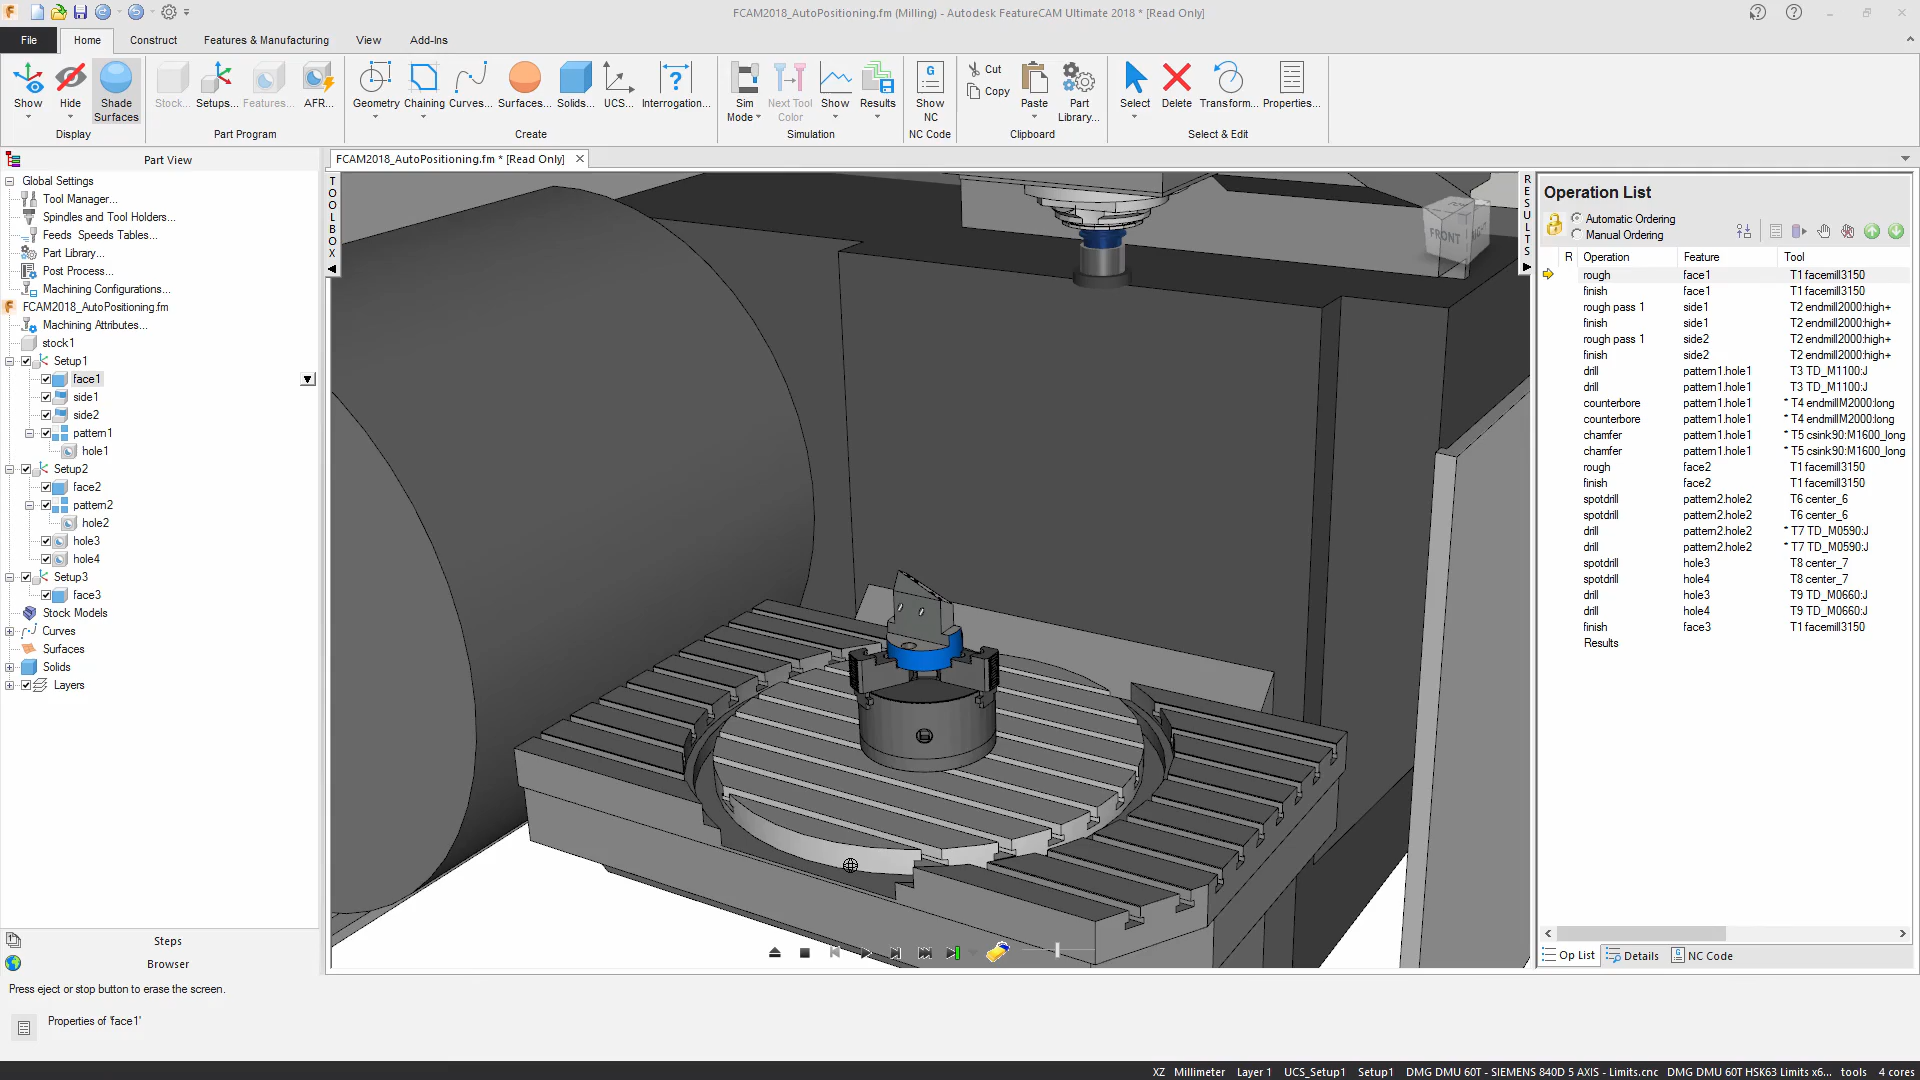 FCAM2018_AutoPositioning.fm (Milling) - Autodesk FeatureCAM Ultimate 2018 * [Read Only]
File Home Construct Features & Manufacturing View Add-Ins
Show Hide Shade Surfaces
Stock... Setups... Features... AFR...
Geometry Chaining Curves... Surfaces... Solids... UCS... Interrogation...
Sim Mode Next Tool Color Show Results
Show NC
Cut
Copy
Paste Part Library...
Select Delete Transform... Properties...
Display Part Program Create Simulation NC Code Clipboard Select & Edit
Part View
FCAM2018_AutoPositioning.fm * [Read Only]
Global Settings
Tool Manager...
Spindles and Tool Holders...
Feeds Speeds Tables...
Part Library...
Post Process...
Machining Configurations...
FCAM2018_AutoPositioning.fm
Machining Attributes...
stock1
Setup1
face1
side1
side2
pattern1
hole1
Setup2
face2
pattern2
hole2
hole3
hole4
Setup3
face3
Stock Models
Curves
Surfaces
Solids
Layers
Steps
Browser
TOOLBOX
FRONT
RESULTS
Operation List
Automatic Ordering
Manual Ordering
R Operation Feature Tool
rough face1 T1 facemill3150
finish face1 T1 facemill3150
rough pass 1 side1 T2 endmill2000:high+
finish side1 T2 endmill2000:high+
rough pass 1 side2 T2 endmill2000:high+
finish side2 T2 endmill2000:high+
drill pattern1.hole1 T3 TD_M1100:J
drill pattern1.hole1 T3 TD_M1100:J
counterbore pattern1.hole1 * T4 endmillM2000:long
counterbore pattern1.hole1 * T4 endmillM2000:long
chamfer pattern1.hole1 * T5 csink90:M1600_long
chamfer pattern1.hole1 * T5 csink90:M1600_long
rough face2 T1 facemill3150
finish face2 T1 facemill3150
spotdrill pattern2.hole2 T6 center_6
spotdrill pattern2.hole2 T6 center_6
drill pattern2.hole2 * T7 TD_M0590:J
drill pattern2.hole2 * T7 TD_M0590:J
spotdrill hole3 T8 center_7
spotdrill hole4 T8 center_7
drill hole3 T9 TD_M0660:J
drill hole4 T9 TD_M0660:J
finish face3 T1 facemill3150
Results
Op List Details NC Code
Press eject or stop button to erase the screen.
Properties of 'face1'
XZ Millimeter Layer 1 UCS_Setup1 Setup1 DMG DMU 60T - SIEMENS 840D 5 AXIS - Limits.cnc DMG DMU 60T HSK63 Limits x6... tools 4 cores